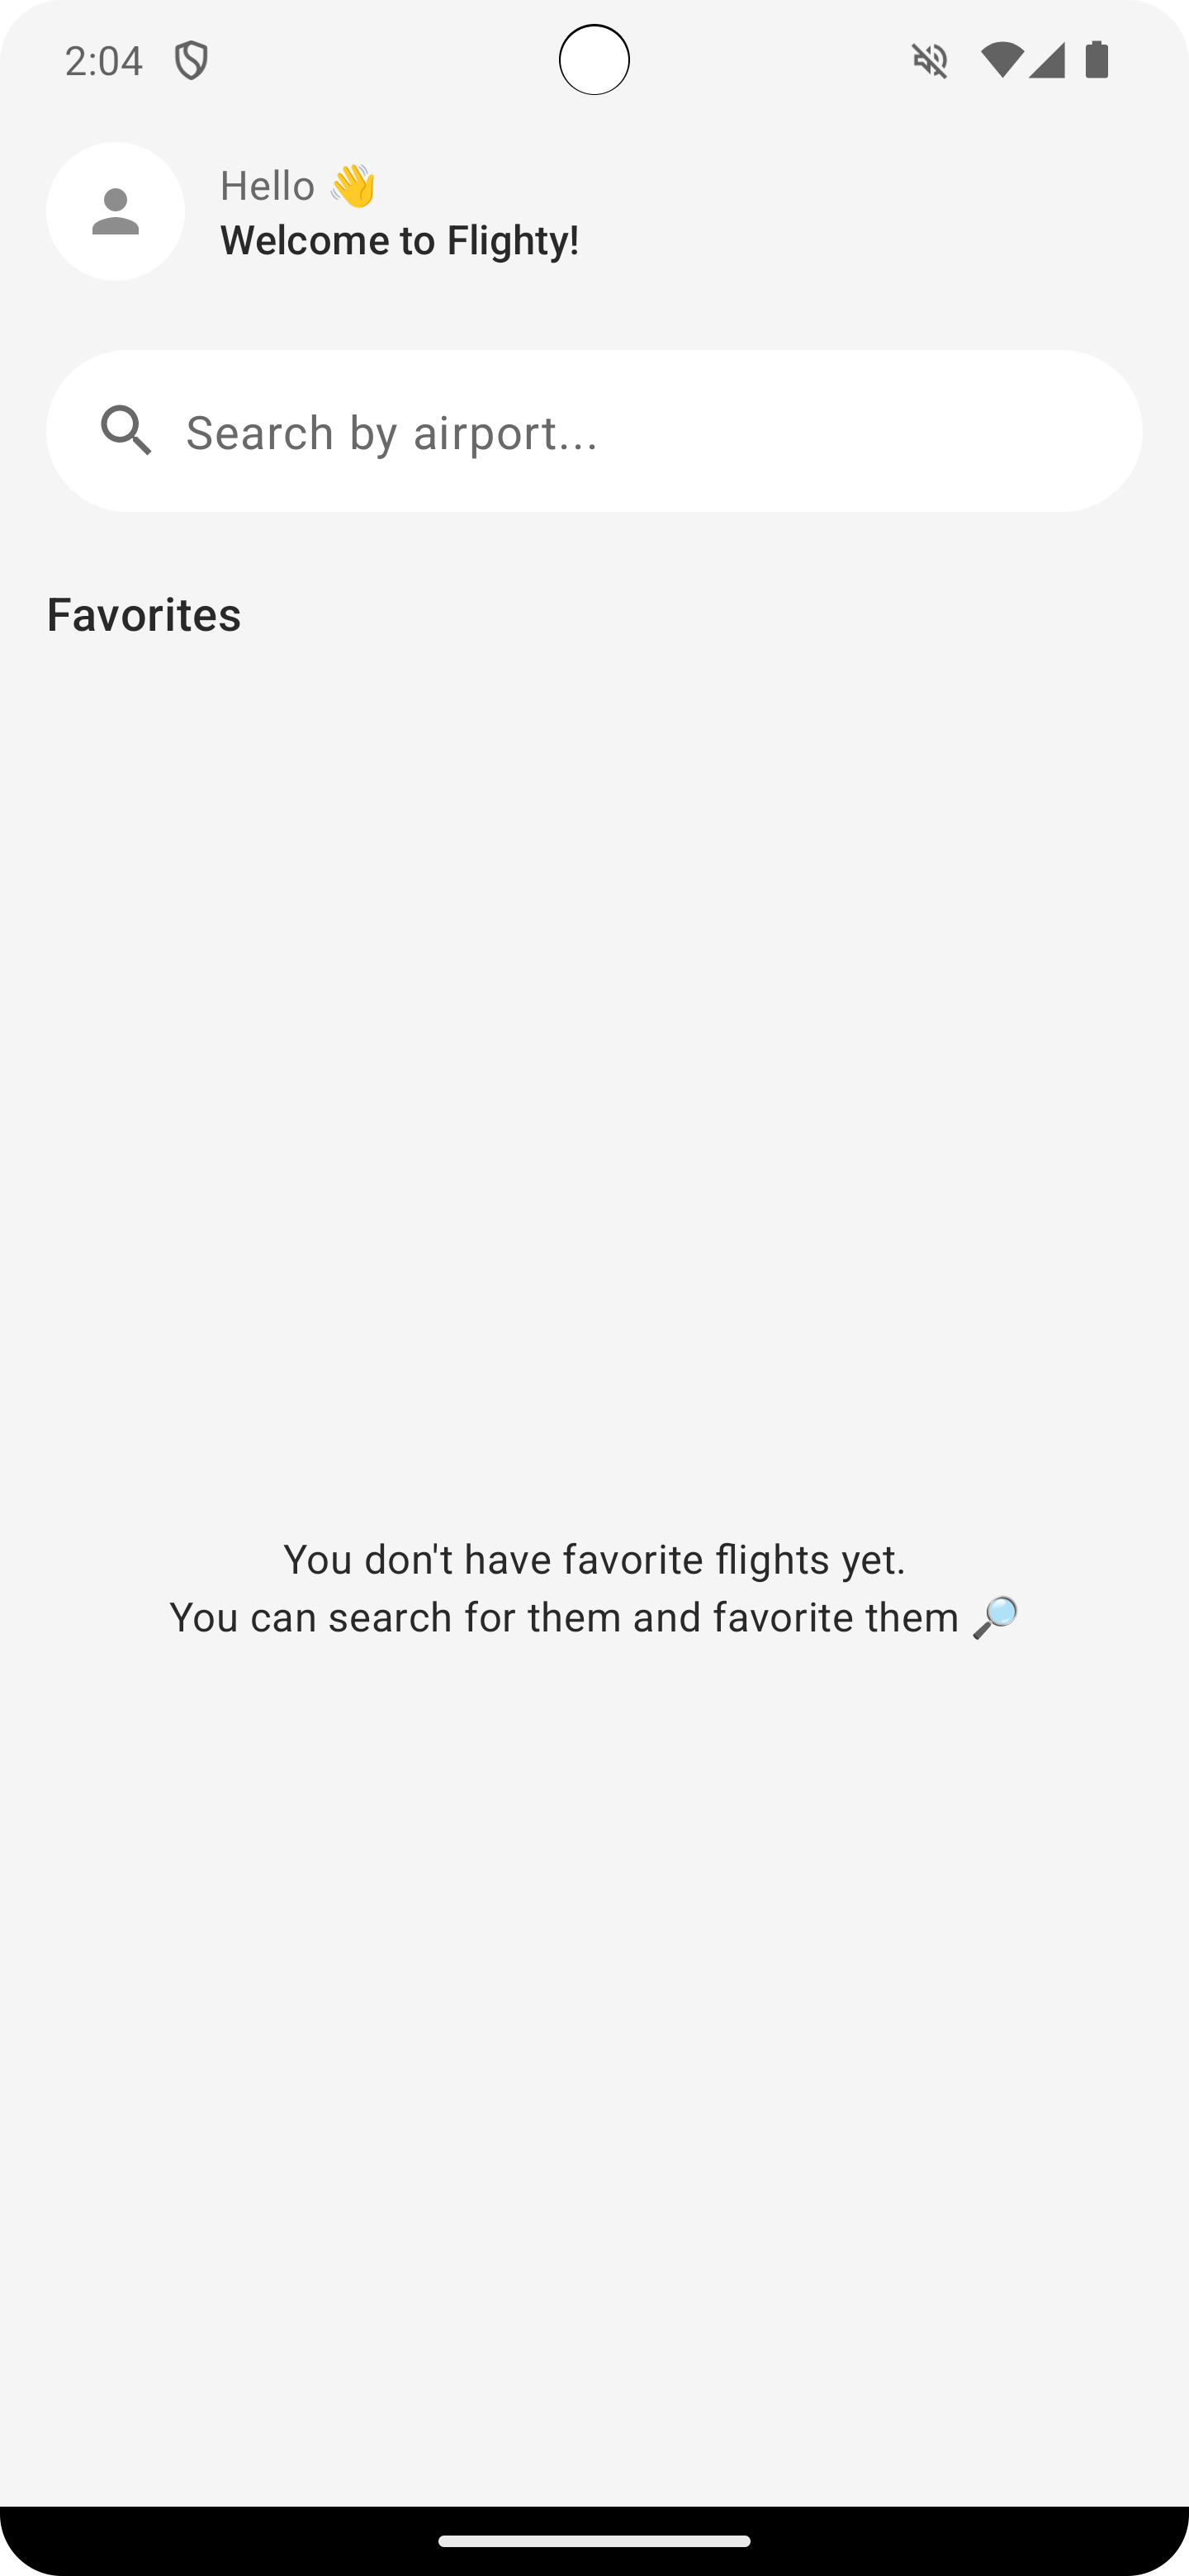 2:04
Hello 👋
Welcome to Flighty!
Search by airport...
Favorites
You don't have favorite flights yet.
You can search for them and favorite them 🔎